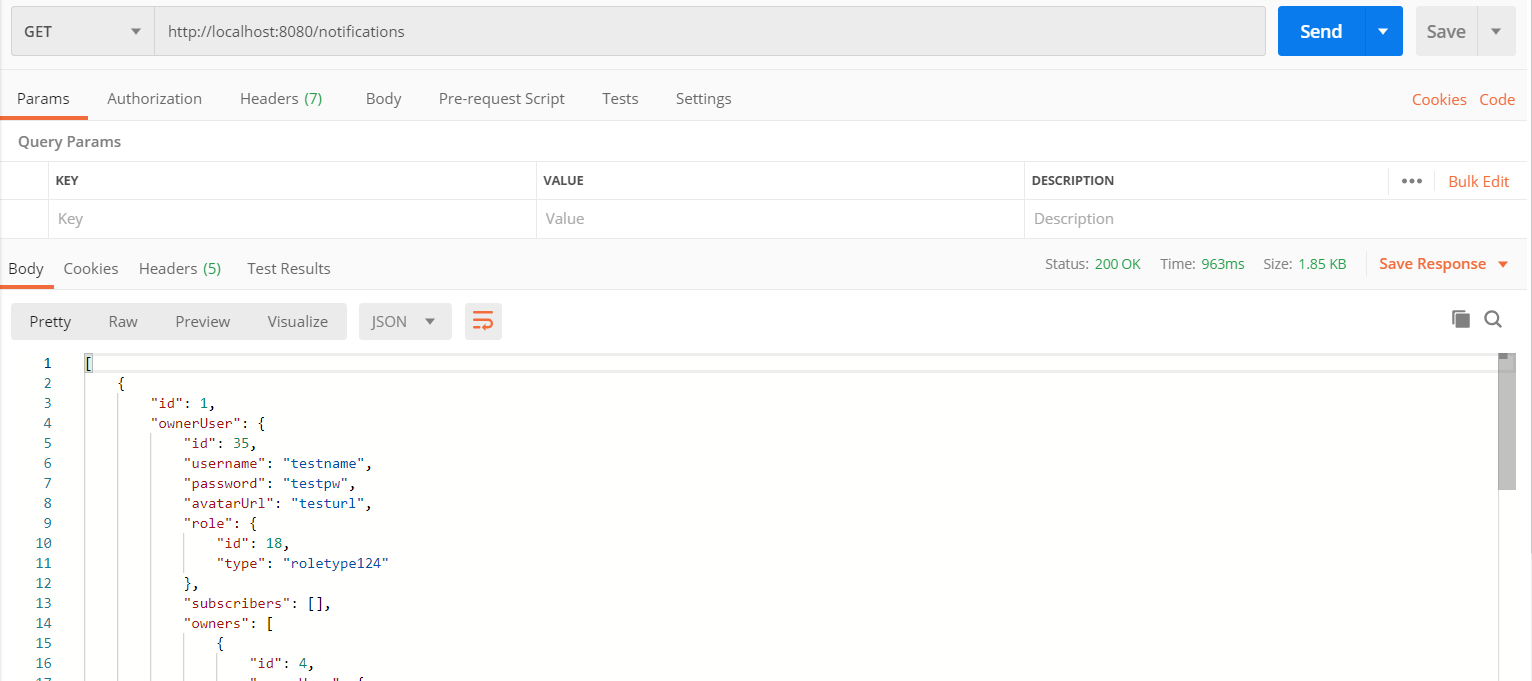 GET http://localhost:8080/notifications Send Save
Params Authorization Headers (7) Body Pre-request Script Tests Settings Cookies Code
Query Params
KEY VALUE DESCRIPTION ••• Bulk Edit
Key Value Description
Body Cookies Headers (5) Test Results Status: 200 OK Time: 963ms Size: 1.85 KB Save Response
Pretty Raw Preview Visualize JSON
1 [
2 {
3 "id": 1,
4 "ownerUser": {
5 "id": 35,
6 "username": "testname",
7 "password": "testpw",
8 "avatarUrl": "testurl",
9 "role": {
10 "id": 18,
11 "type": "roletype124"
12 },
13 "subscribers": [],
14 "owners": [
15 {
16 "id": 4,
17